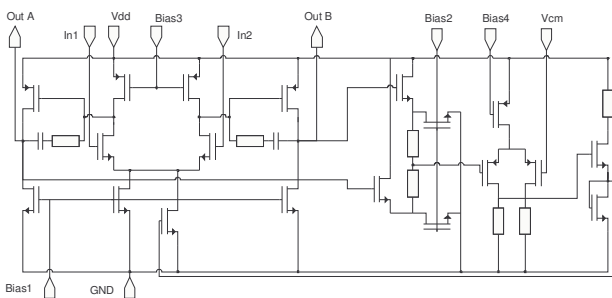 Out A
In1
Vdd
Bias3
In2
Out B
Bias2
Bias4
Vcm
Bias1
GND